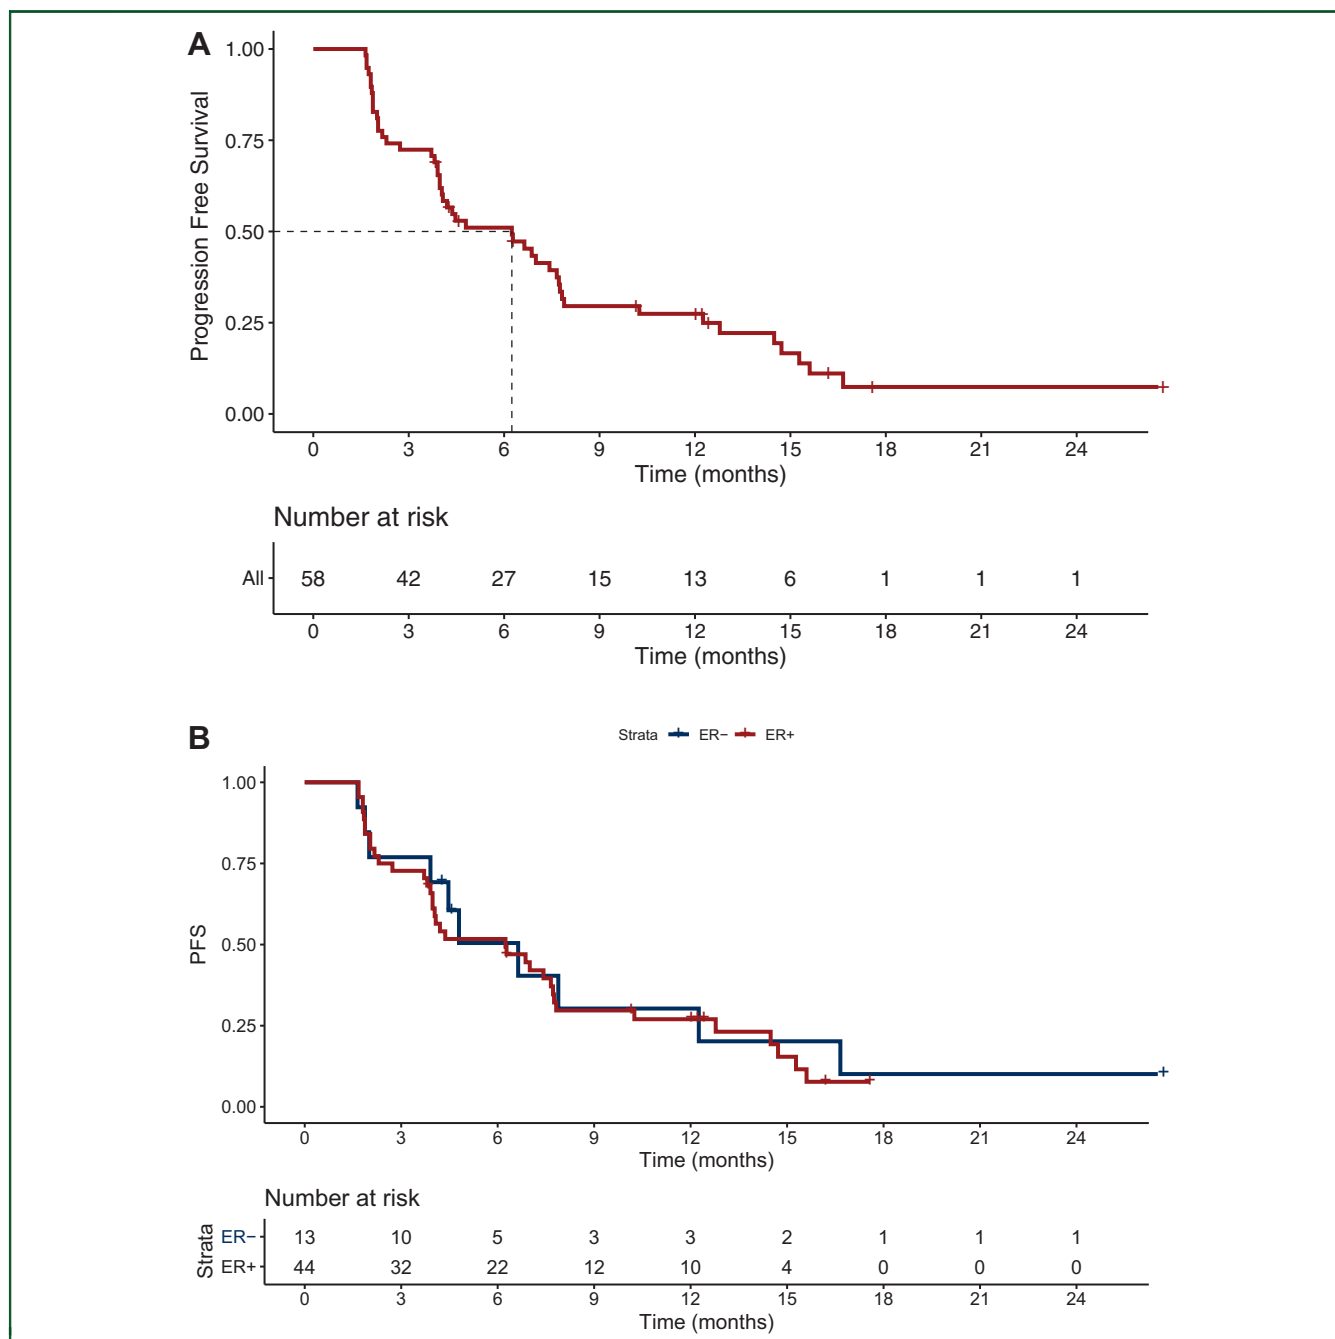 A
Progression Free Survival
1.00
0.75
0.50
0.25
0.00
0 3 6 9 12 15 18 21 24
Time (months)
Number at risk
All 58 42 27 15 13 6 1 1 1
0 3 6 9 12 15 18 21 24
Time (months)
B
Strata ER− ER+
PFS
1.00
0.75
0.50
0.25
0.00
0 3 6 9 12 15 18 21 24
Time (months)
Number at risk
Strata
ER− 13 10 5 3 3 2 1 1 1
ER+ 44 32 22 12 10 4 0 0 0
0 3 6 9 12 15 18 21 24
Time (months)